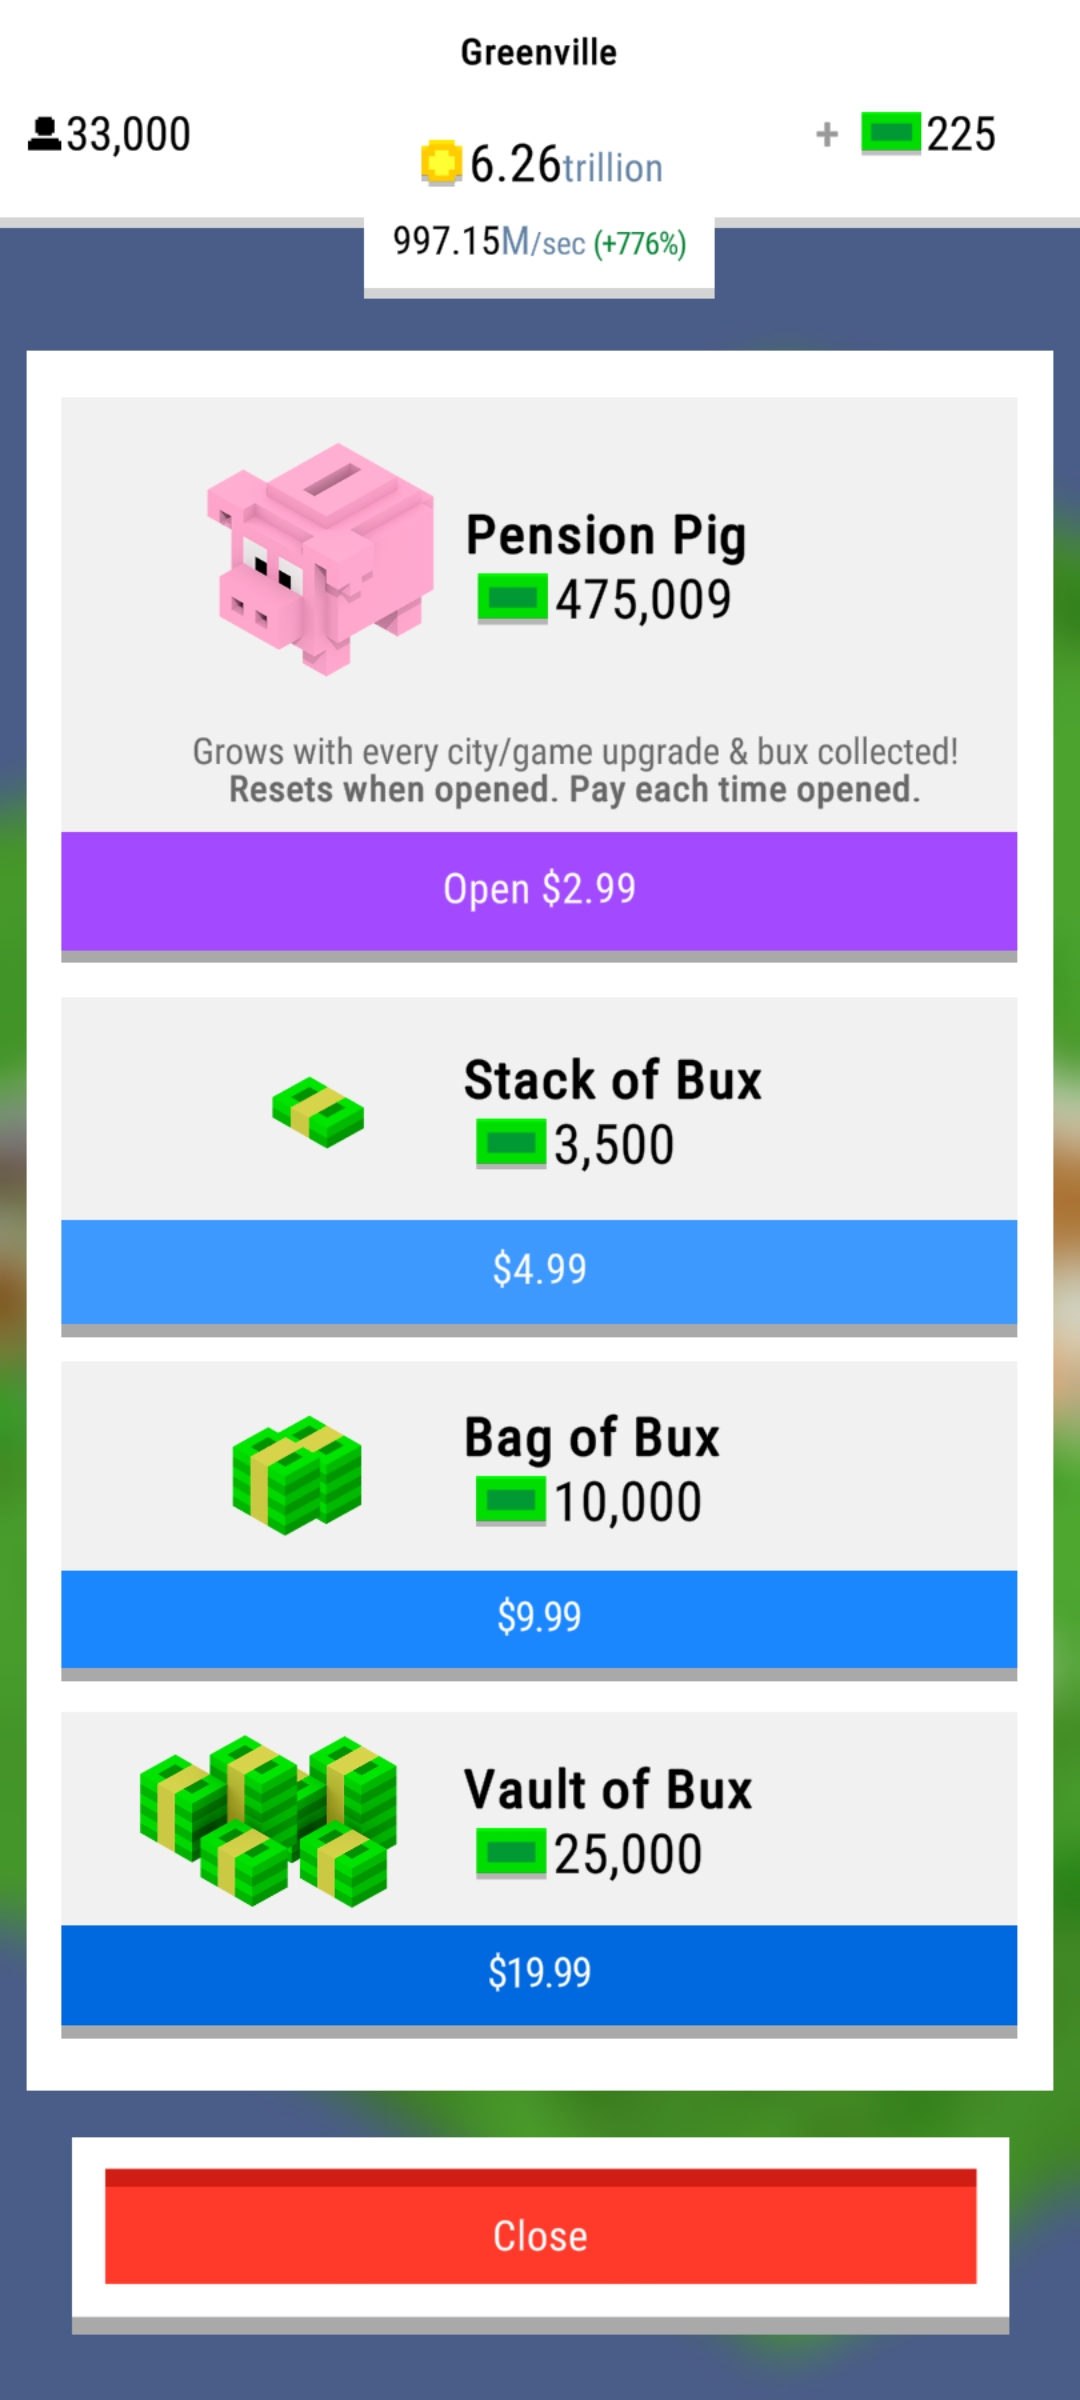 Greenville
33,000
6.26trillion
+ 225
997.15M/sec (+776%)
Pension Pig
475,009
Grows with every city/game upgrade & bux collected!
Resets when opened. Pay each time opened.
Open $2.99
Stack of Bux
3,500
$4.99
Bag of Bux
10,000
$9.99
Vault of Bux
25,000
$19.99
Close